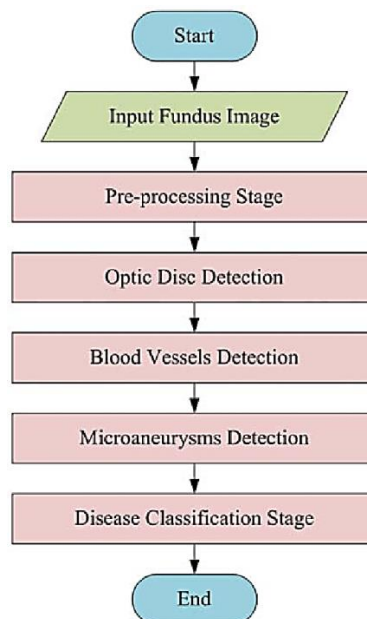 Start
Input Fundus Image
Pre-processing Stage
Optic Disc Detection
Blood Vessels Detection
Microaneurysms Detection
Disease Classification Stage
End